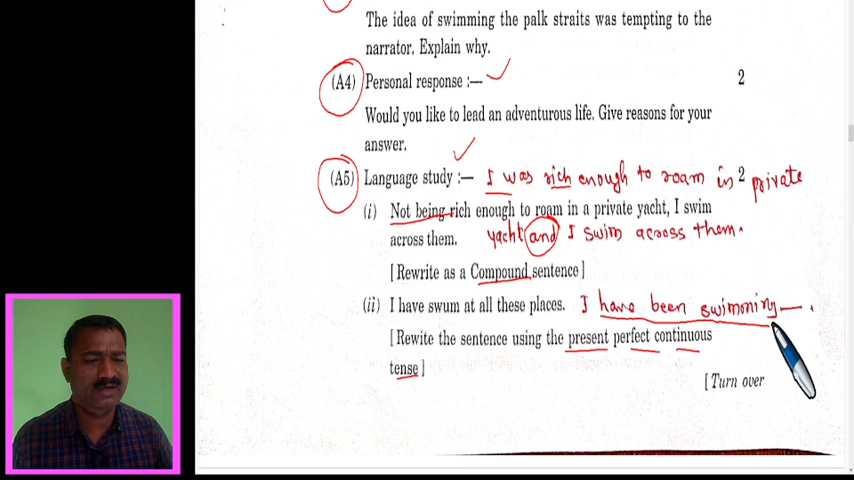 The idea of swimming the palk straits was tempting to the
narrator. Explain why.
(A4) Personal response :— 2
Would you like to lead an adventurous life. Give reasons for your
answer.
(A5) Language study :— I was rich enough to roam in 2 private
(i) Not being rich enough to roam in a private yacht, I swim
across them. yacht and I swim across them.
[Rewrite as a Compound sentence]
(ii) I have swum at all these places. I have been swimming—.
[Rewite the sentence using the present perfect continuous
tense]
[Turn over